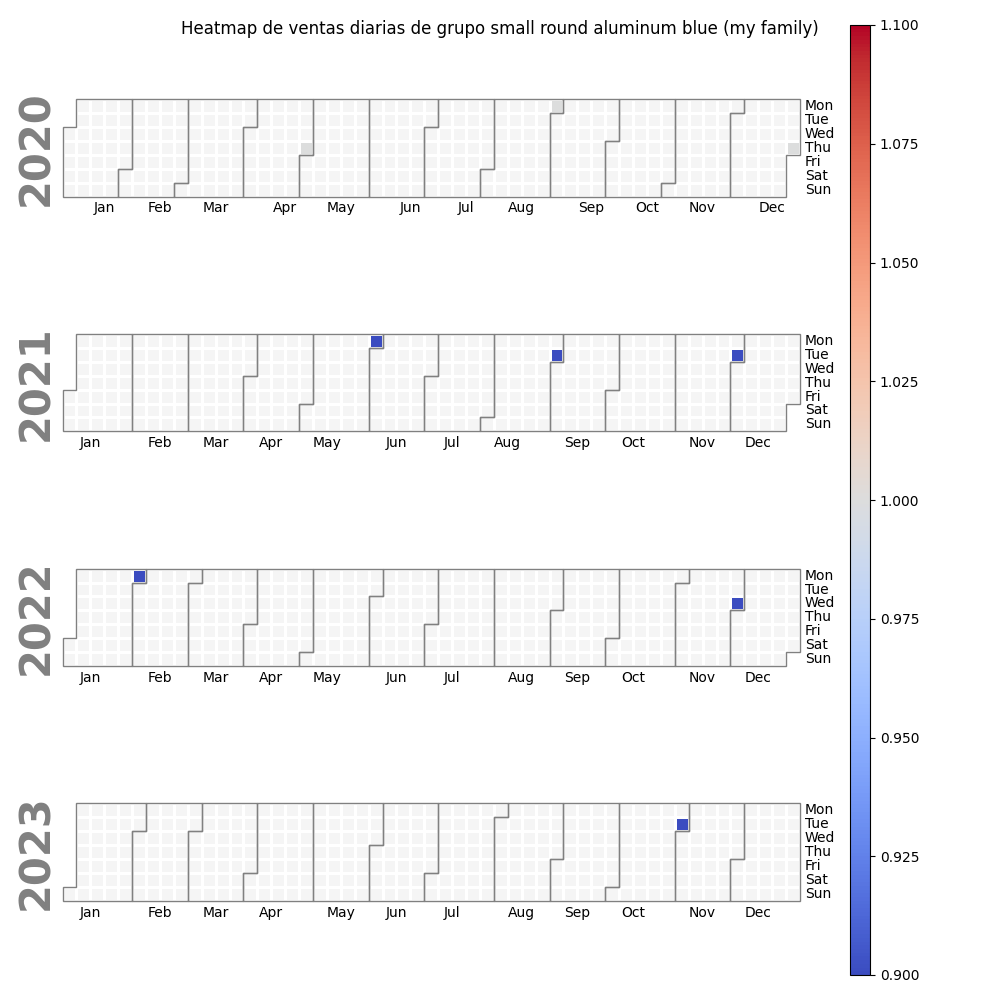 Heatmap de ventas diarias de grupo small round aluminum blue (my family)
2020
Mon
Tue
Wed
Thu
Fri
Sat
Sun
Jan Feb Mar Apr May Jun Jul Aug Sep Oct Nov Dec
2021
Mon
Tue
Wed
Thu
Fri
Sat
Sun
Jan Feb Mar Apr May Jun Jul Aug Sep Oct Nov Dec
2022
Mon
Tue
Wed
Thu
Fri
Sat
Sun
Jan Feb Mar Apr May Jun Jul Aug Sep Oct Nov Dec
2023
Mon
Tue
Wed
Thu
Fri
Sat
Sun
Jan Feb Mar Apr May Jun Jul Aug Sep Oct Nov Dec
1.100
1.075
1.050
1.025
1.000
0.975
0.950
0.925
0.900